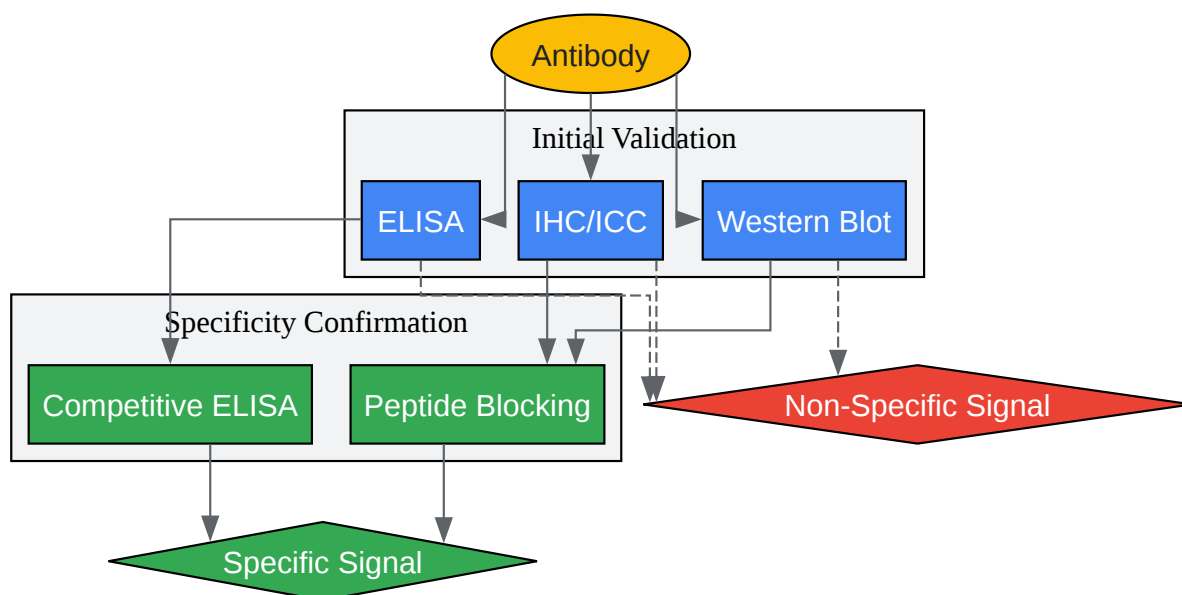 Antibody
Initial Validation
ELISA
IHC/ICC
Western Blot
Specificity Confirmation
Competitive ELISA
Peptide Blocking
Non-Specific Signal
Specific Signal